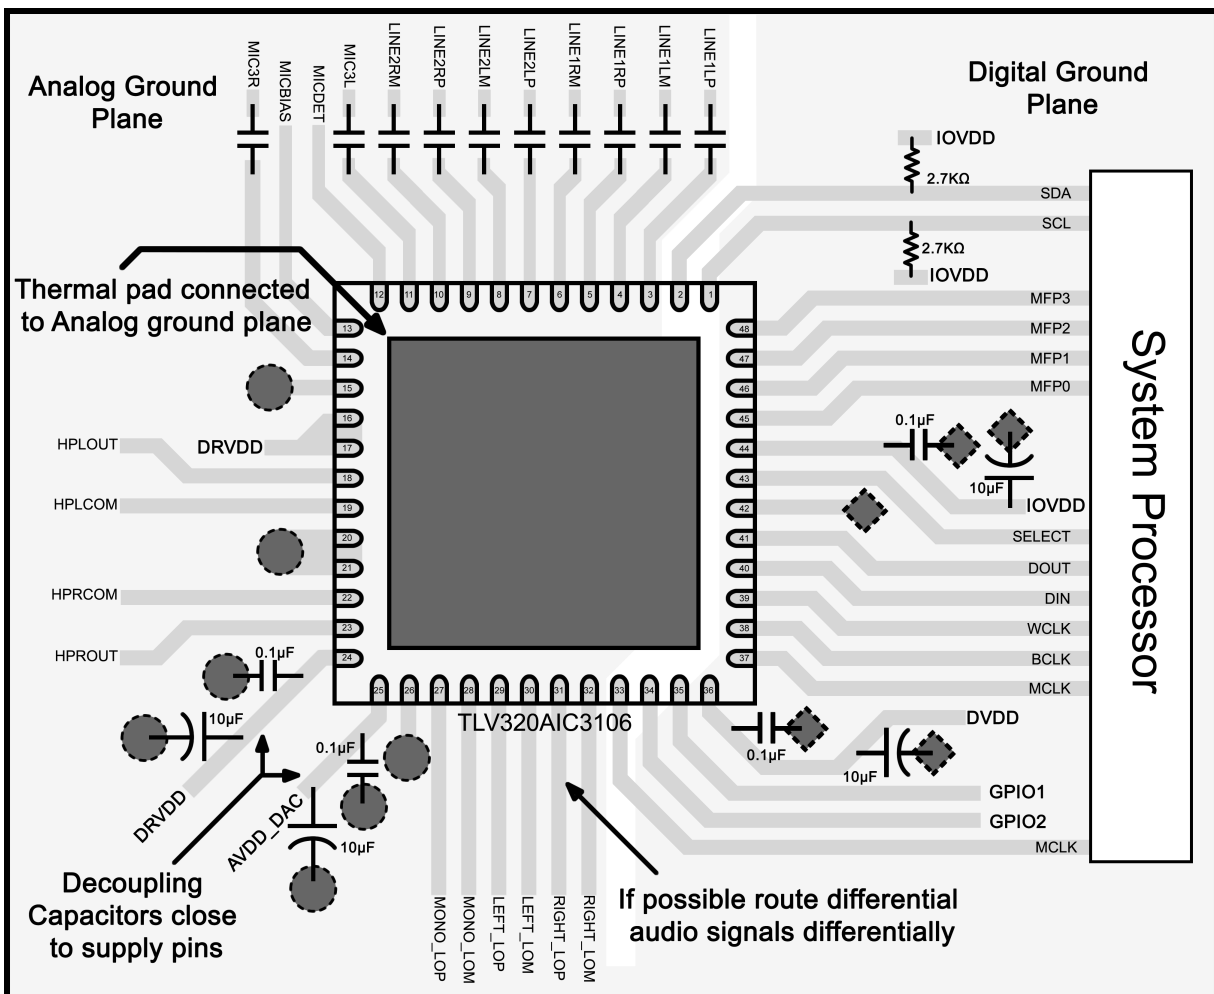 MIC3R
MICBIAS
MICDET
MIC3L
LINE2RM
LINE2RP
LINE2LM
LINE2LP
LINE1RM
LINE1RP
LINE1LM
LINE1LP
Analog Ground
Plane
Digital Ground
Plane
IOVDD
2.7KΩ
SDA
SCL
2.7KΩ
IOVDD
Thermal pad connected
to Analog ground plane
12
11
10
9
8
7
6
5
4
3
2
1
MFP3
MFP2
MFP1
MFP0
13
14
15
16
17
18
19
20
21
22
23
24
48
47
46
45
44
43
42
41
40
39
38
37
HPLOUT
DRVDD
HPLCOM
HPRCOM
HPROUT
0.1µF
10µF
IOVDD
SELECT
DOUT
DIN
WCLK
BCLK
MCLK
System Processor
0.1µF
10µF
25
26
27
28
29
30
31
32
33
34
35
36
TLV320AIC3106
DVDD
0.1µF
10µF
0.1µF
10µF
DRVDD
AVDD_DAC
GPIO1
GPIO2
MCLK
Decoupling
Capacitors close
to supply pins
MONO_LOP
MONO_LOM
LEFT_LOP
LEFT_LOM
RIGHT_LOP
RIGHT_LOM
If possible route differential
audio signals differentially